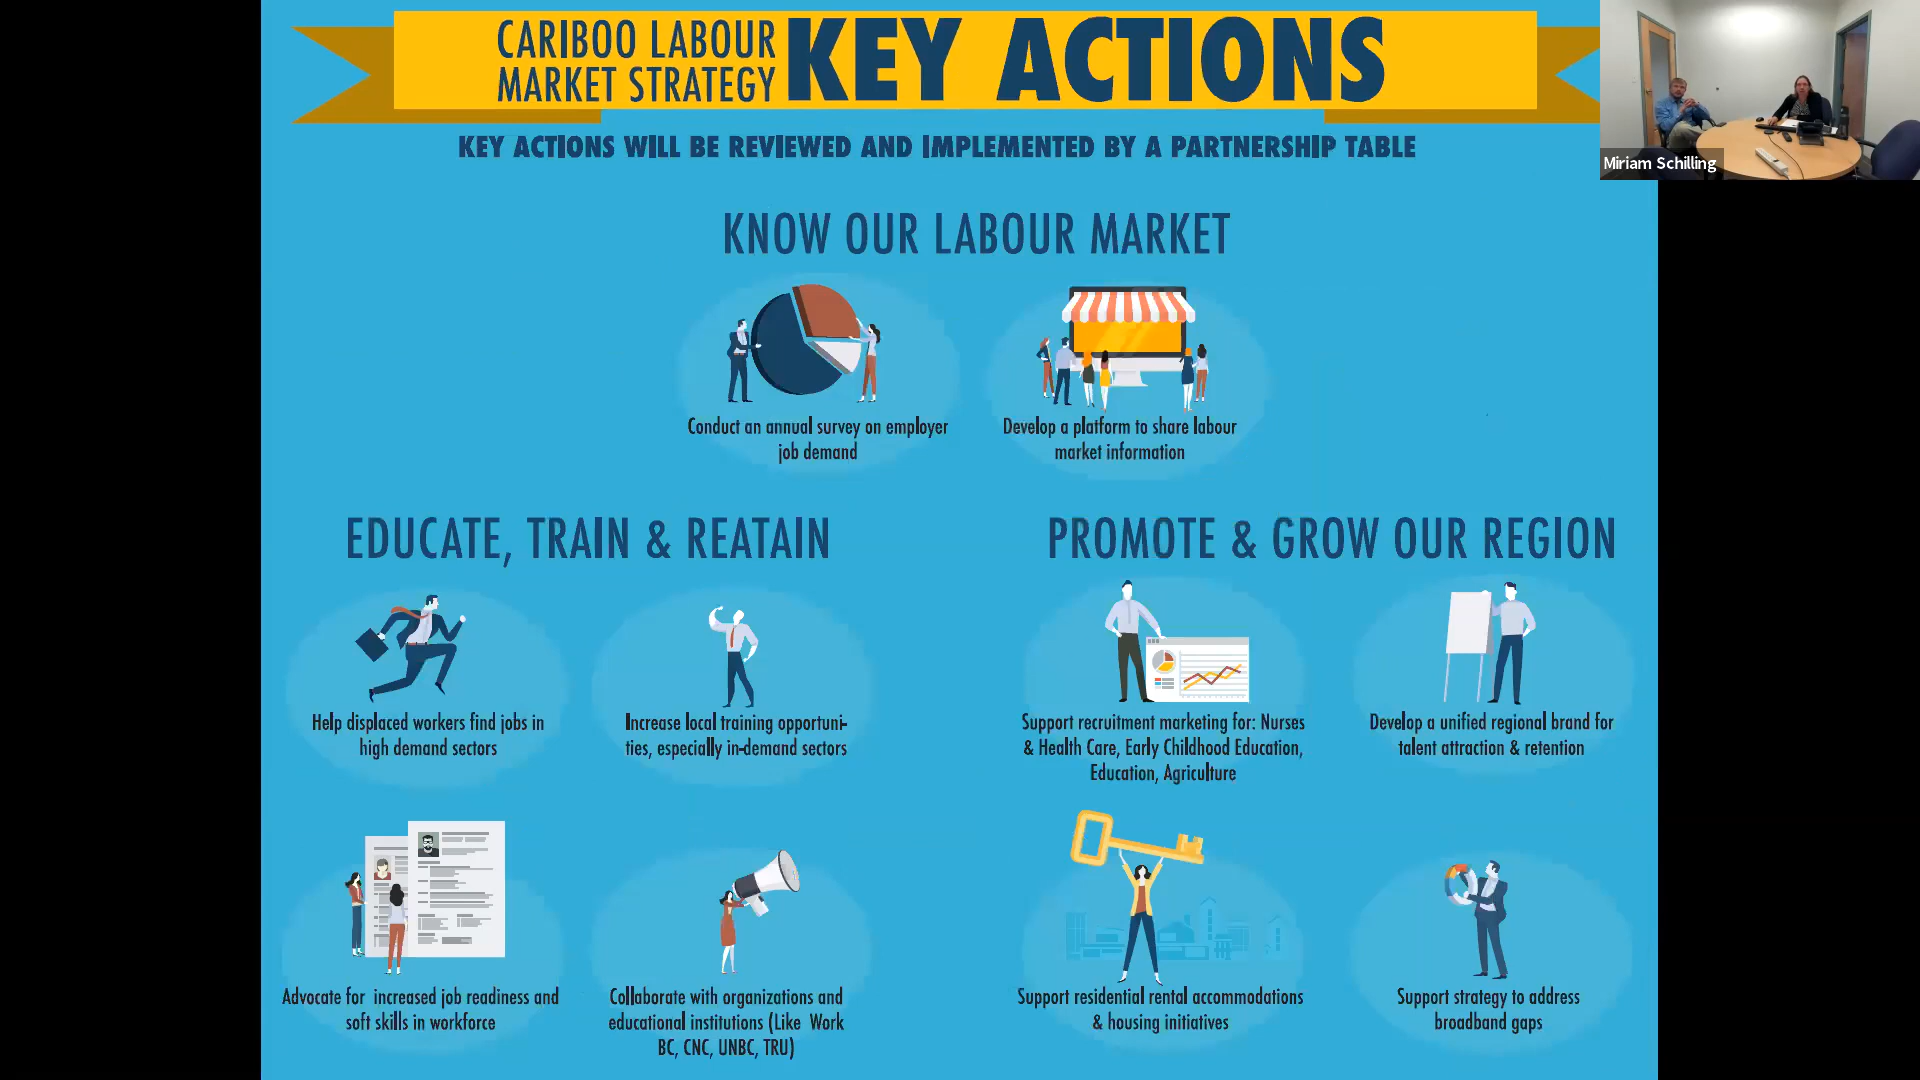 CARIBOO LABOUR
MARKET STRATEGY
KEY ACTIONS
KEY ACTIONS WILL BE REVIEWED AND IMPLEMENTED BY A PARTNERSHIP TABLE
Miriam Schilling
KNOW OUR LABOUR MARKET
Conduct an annual survey on employer
job demand
Develop a platform to share labour
market information
EDUCATE, TRAIN & REATAIN
Help displaced workers find jobs in
high demand sectors
Increase local training opportuni-
ties, especially in-demand sectors
Advocate for increased job readiness and
soft skills in workforce
Collaborate with organizations and
educational institutions (Like Work
BC, CNC, UNBC, TRU)
PROMOTE & GROW OUR REGION
Support recruitment marketing for: Nurses
& Health Care, Early Childhood Education,
Education, Agriculture
Develop a unified regional brand for
talent attraction & retention
Support residential rental accommodations
& housing initiatives
Support strategy to address
broadband gaps